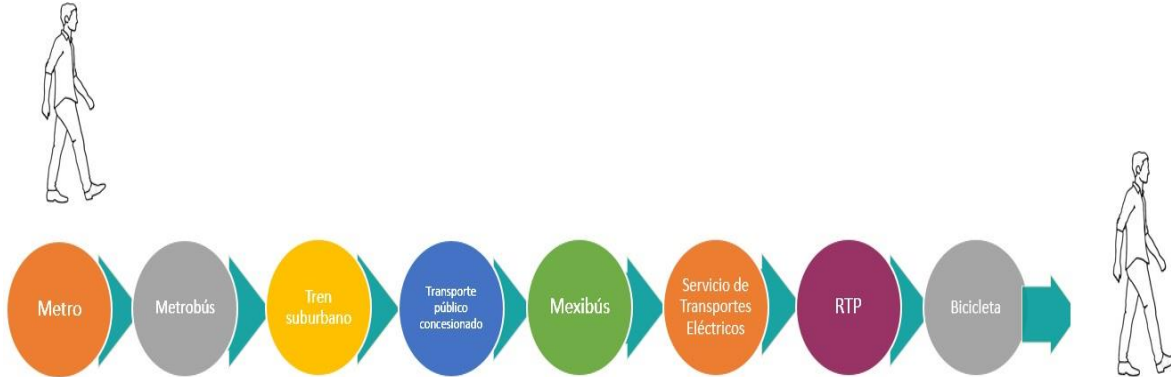 Metro
Metrobús
Tren
suburbano
Transporte
público
concesionado
Mexibús
Servicio de
Transportes
Eléctricos
RTP
Bicicleta